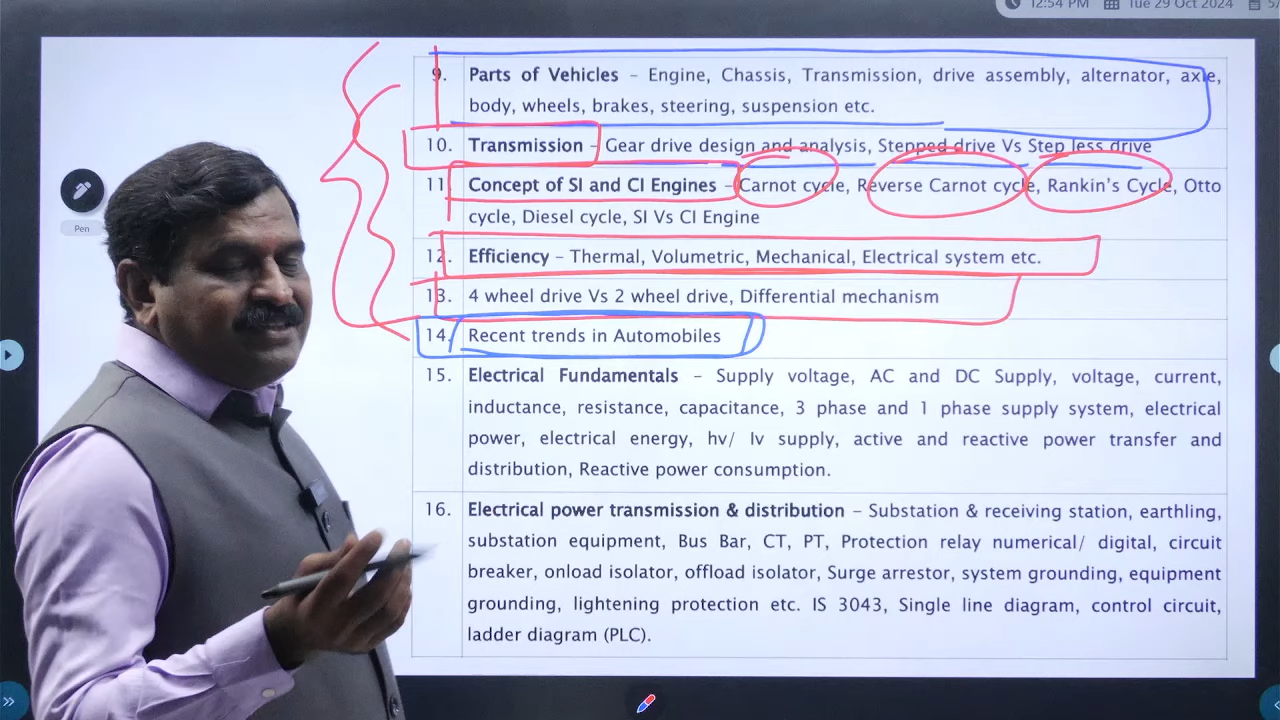 12:54 PM Tue 29 Oct 2024
9. Parts of Vehicles – Engine, Chassis, Transmission, drive assembly, alternator, axle,
body, wheels, brakes, steering, suspension etc.
10. Transmission – Gear drive design and analysis, Stepped drive Vs Step less drive
11. Concept of SI and CI Engines – Carnot cycle, Reverse Carnot cycle, Rankin's Cycle, Otto
cycle, Diesel cycle, SI Vs CI Engine
Pen
12. Efficiency – Thermal, Volumetric, Mechanical, Electrical system etc.
13. 4 wheel drive Vs 2 wheel drive, Differential mechanism
14. Recent trends in Automobiles
15. Electrical Fundamentals – Supply voltage, AC and DC Supply, voltage, current,
inductance, resistance, capacitance, 3 phase and 1 phase supply system, electrical
power, electrical energy, hv/ lv supply, active and reactive power transfer and
distribution, Reactive power consumption.
16. Electrical power transmission & distribution – Substation & receiving station, earthling,
substation equipment, Bus Bar, CT, PT, Protection relay numerical/ digital, circuit
breaker, onload isolator, offload isolator, Surge arrestor, system grounding, equipment
grounding, lightening protection etc. IS 3043, Single line diagram, control circuit,
ladder diagram (PLC).